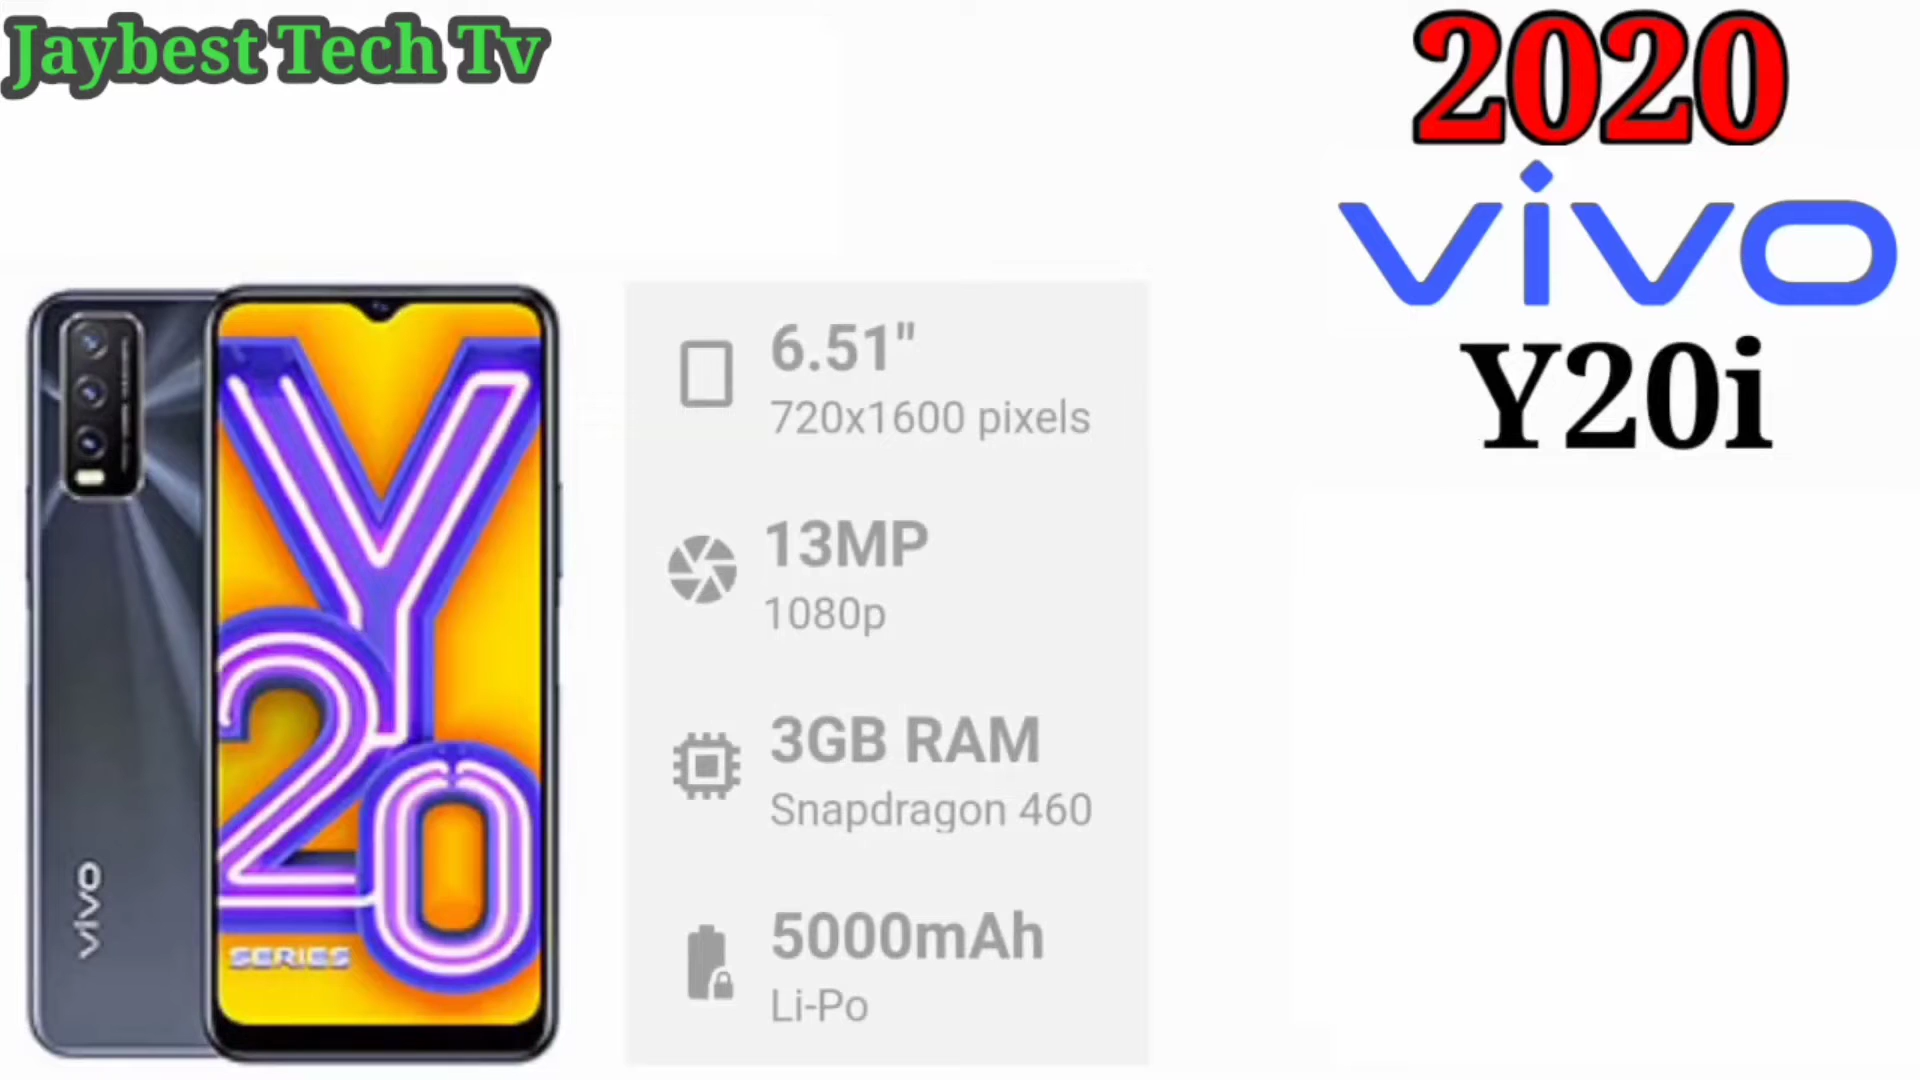 Jaybest Tech Tv
2020
vivo
Y20i
vivo
Y
20
SERIES
6.51"
720x1600 pixels
13MP
1080p
3GB RAM
Snapdragon 460
5000mAh
Li-Po